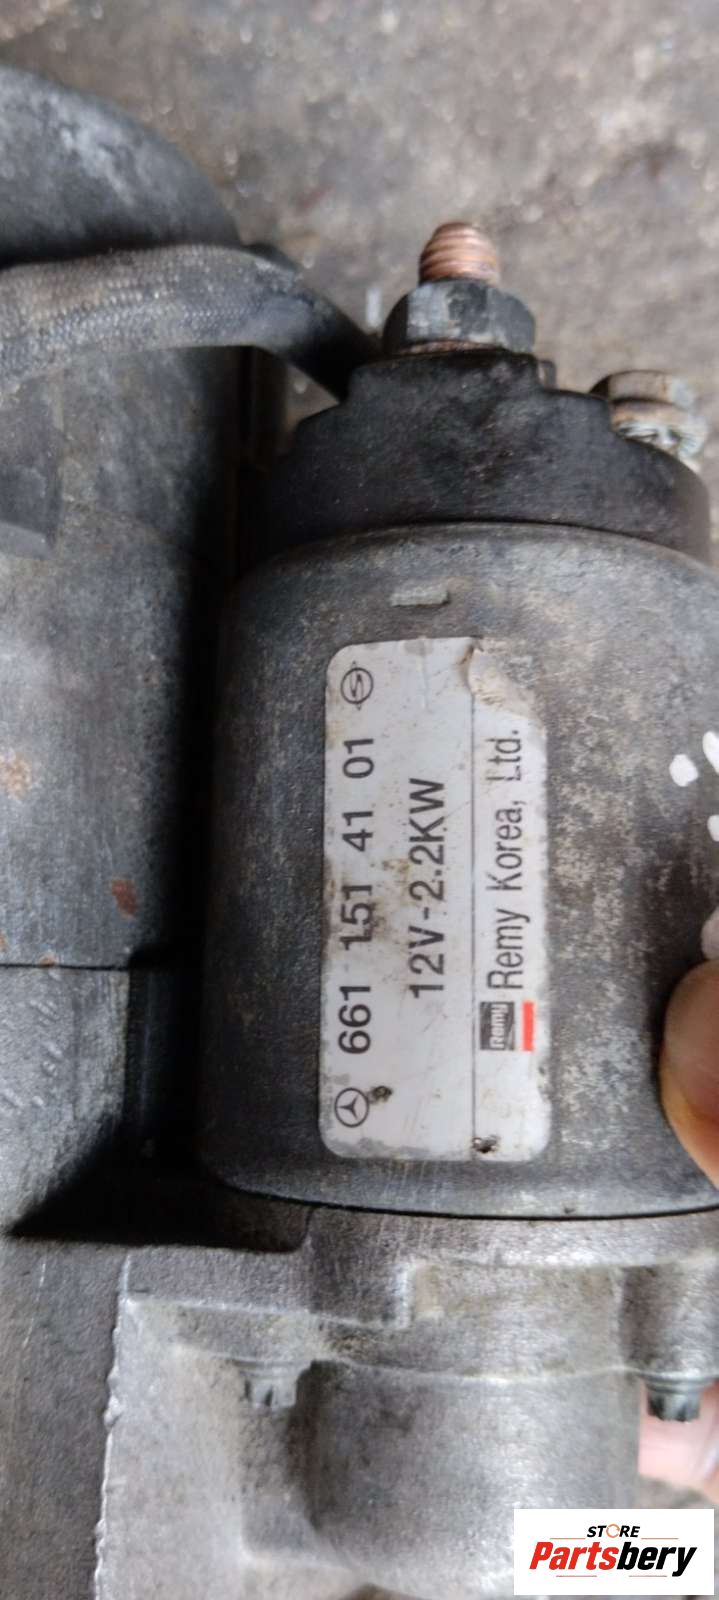 661 151 41 01
12V-2.2KW
Remy Remy Korea, Ltd.
STORE
Partsbery